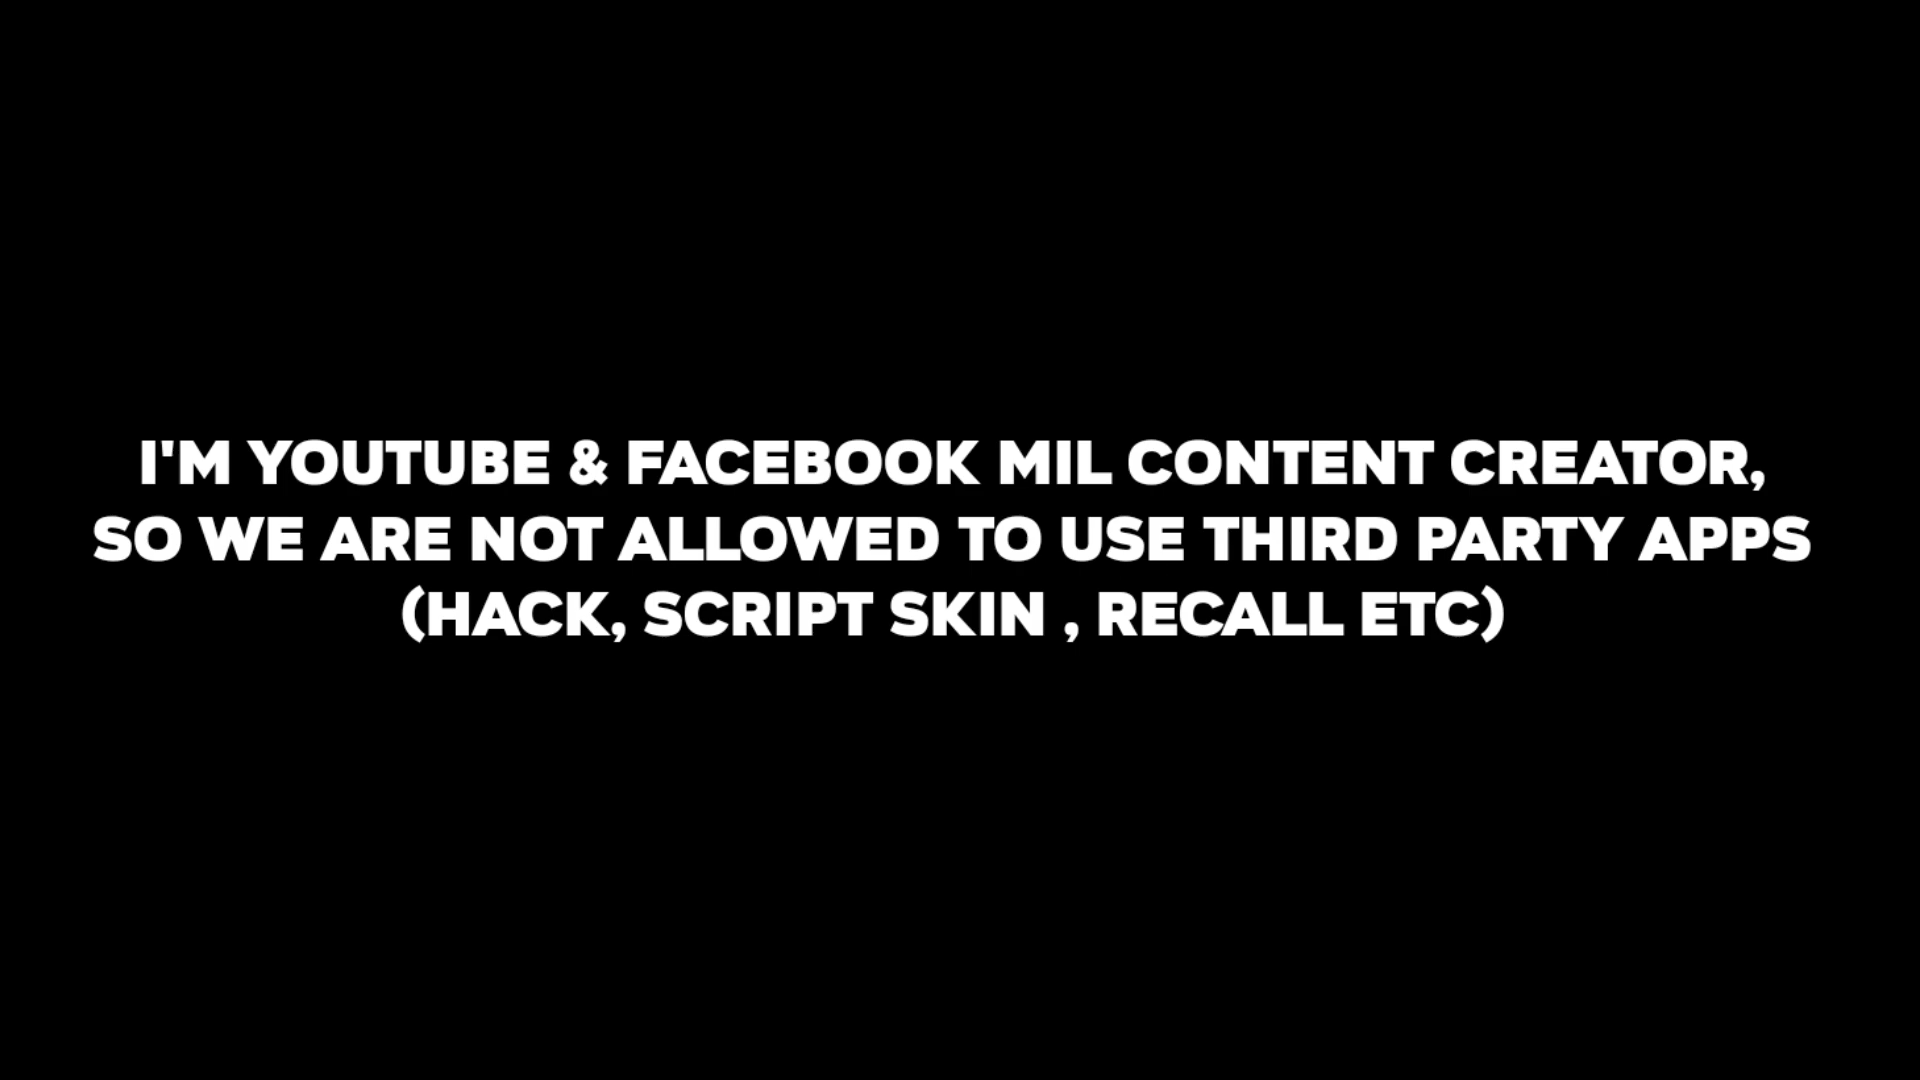 I'M YOUTUBE & FACEBOOK MIL CONTENT CREATOR,
SO WE ARE NOT ALLOWED TO USE THIRD PARTY APPS
(HACK, SCRIPT SKIN , RECALL ETC)